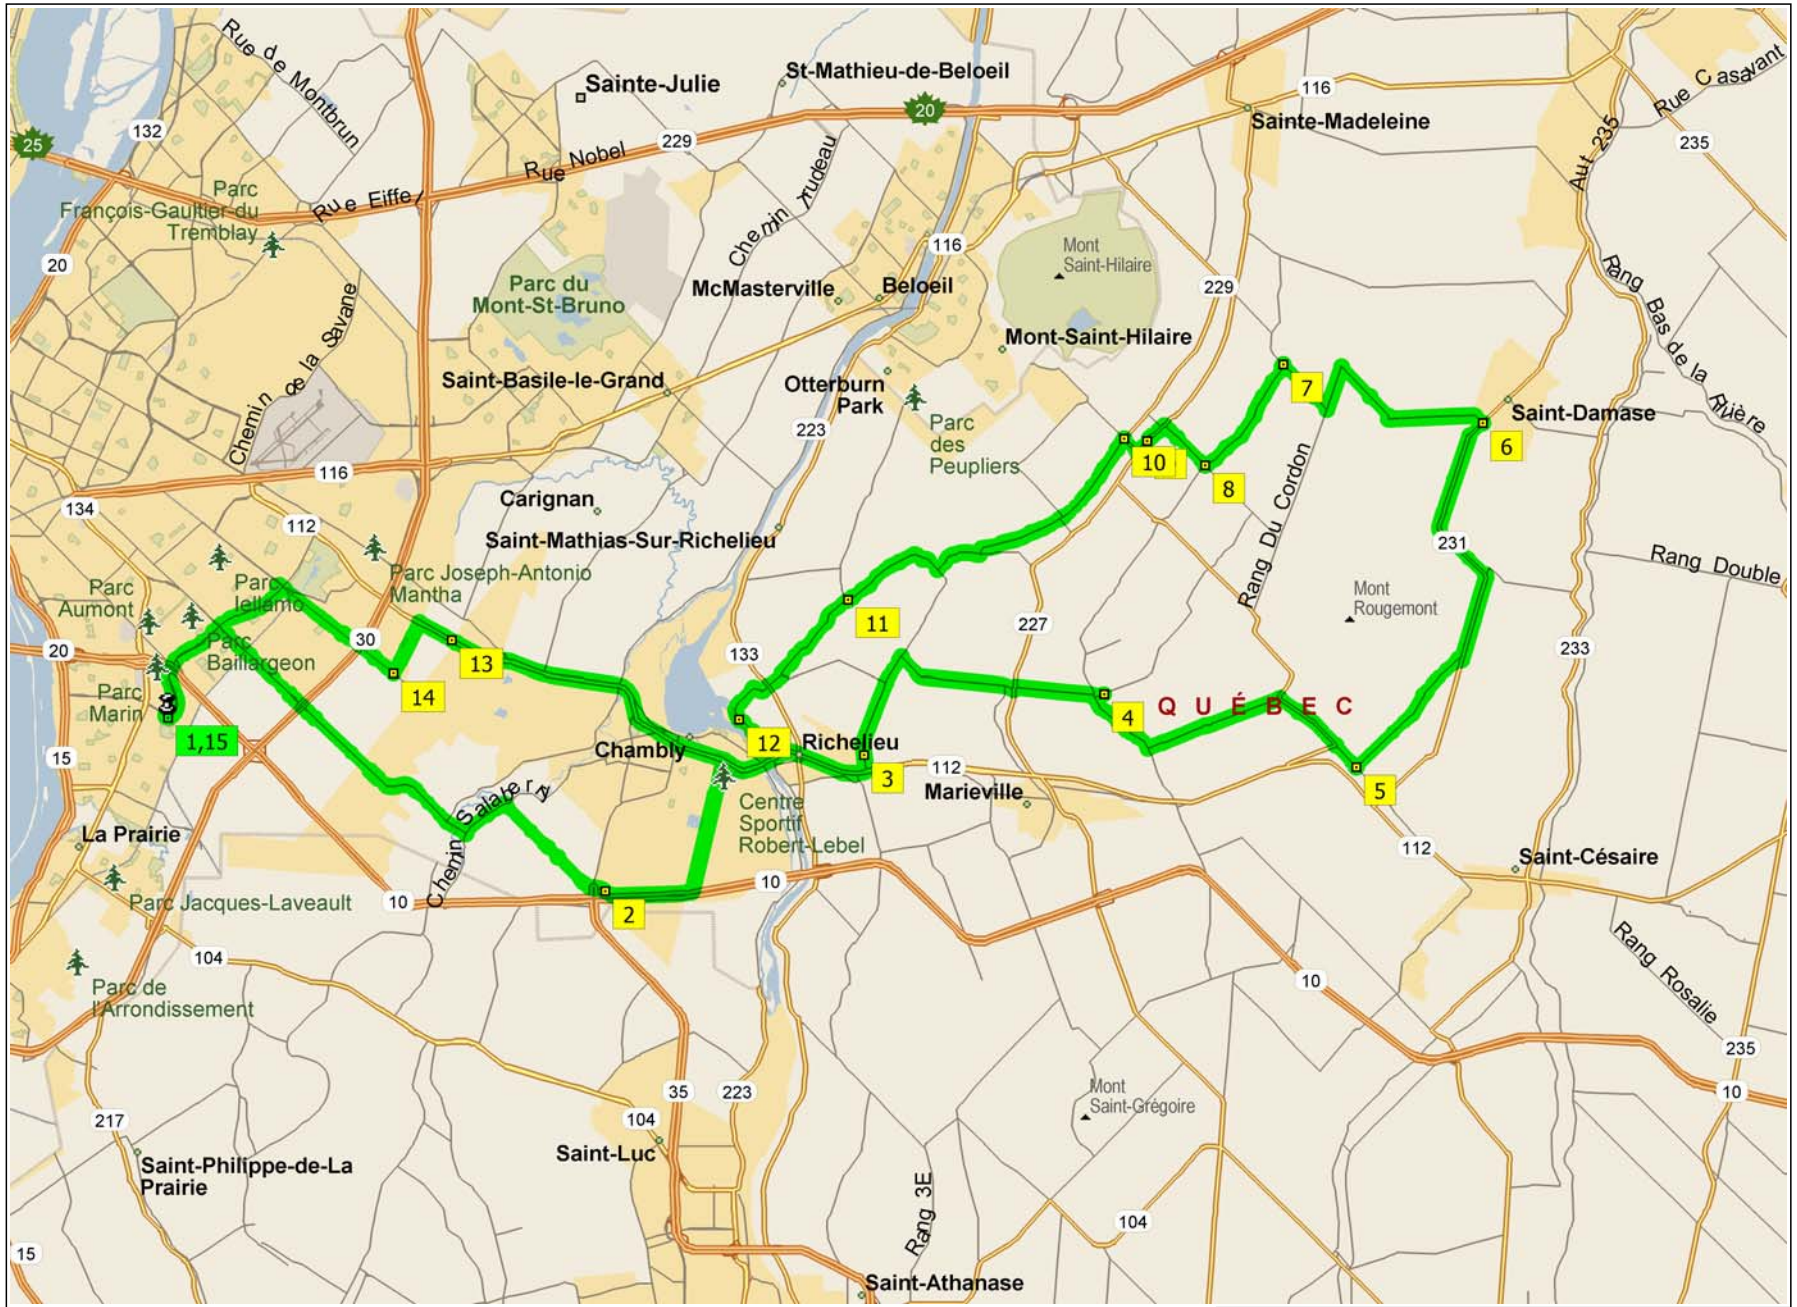 Rue de Montbrun
Sainte-Julie
St-Mathieu-de-Beloeil
116
Rue Casavant
132
20
Sainte-Madeleine
25
229
235
Aut 235
Rue Nobel
Parc
François-Gaultier-du
Tremblay
Rue Eiffel
Chemin Trudeau
116
Mont
Saint-Hilaire
20
Rang Bas de la Rivière
Parc du
Mont-St-Bruno
McMasterville
Beloeil
229
Chemin de la Savane
Mont-Saint-Hilaire
Saint-Basile-le-Grand
Otterburn
Park
7
Saint-Damase
Parc
des
Peupliers
223
6
116
10
8
134
Carignan
Rang Du Cordon
112
Saint-Mathias-Sur-Richelieu
231
Rang Double
Parc
Aumont
Parc
Iellamo
Parc Joseph-Antonio
Mantha
Mont
Rougemont
11
227
20
30
Parc
Baillargeon
13
133
233
14
Parc
Marin
4
QUÉBEC
1,15
Chambly
12
Richelieu
15
3
112
Marieville
5
Chemin Salaberry
Centre
Sportif
Robert-Lebel
La Prairie
112
Saint-Césaire
10
Parc Jacques-Laveault
10
2
104
Rang Rosalie
Parc de
l'Arrondissement
10
235
35
223
Mont
Saint-Grégoire
10
217
104
Saint-Luc
Saint-Philippe-de-La
Prairie
Rang 3E
104
15
Saint-Athanase